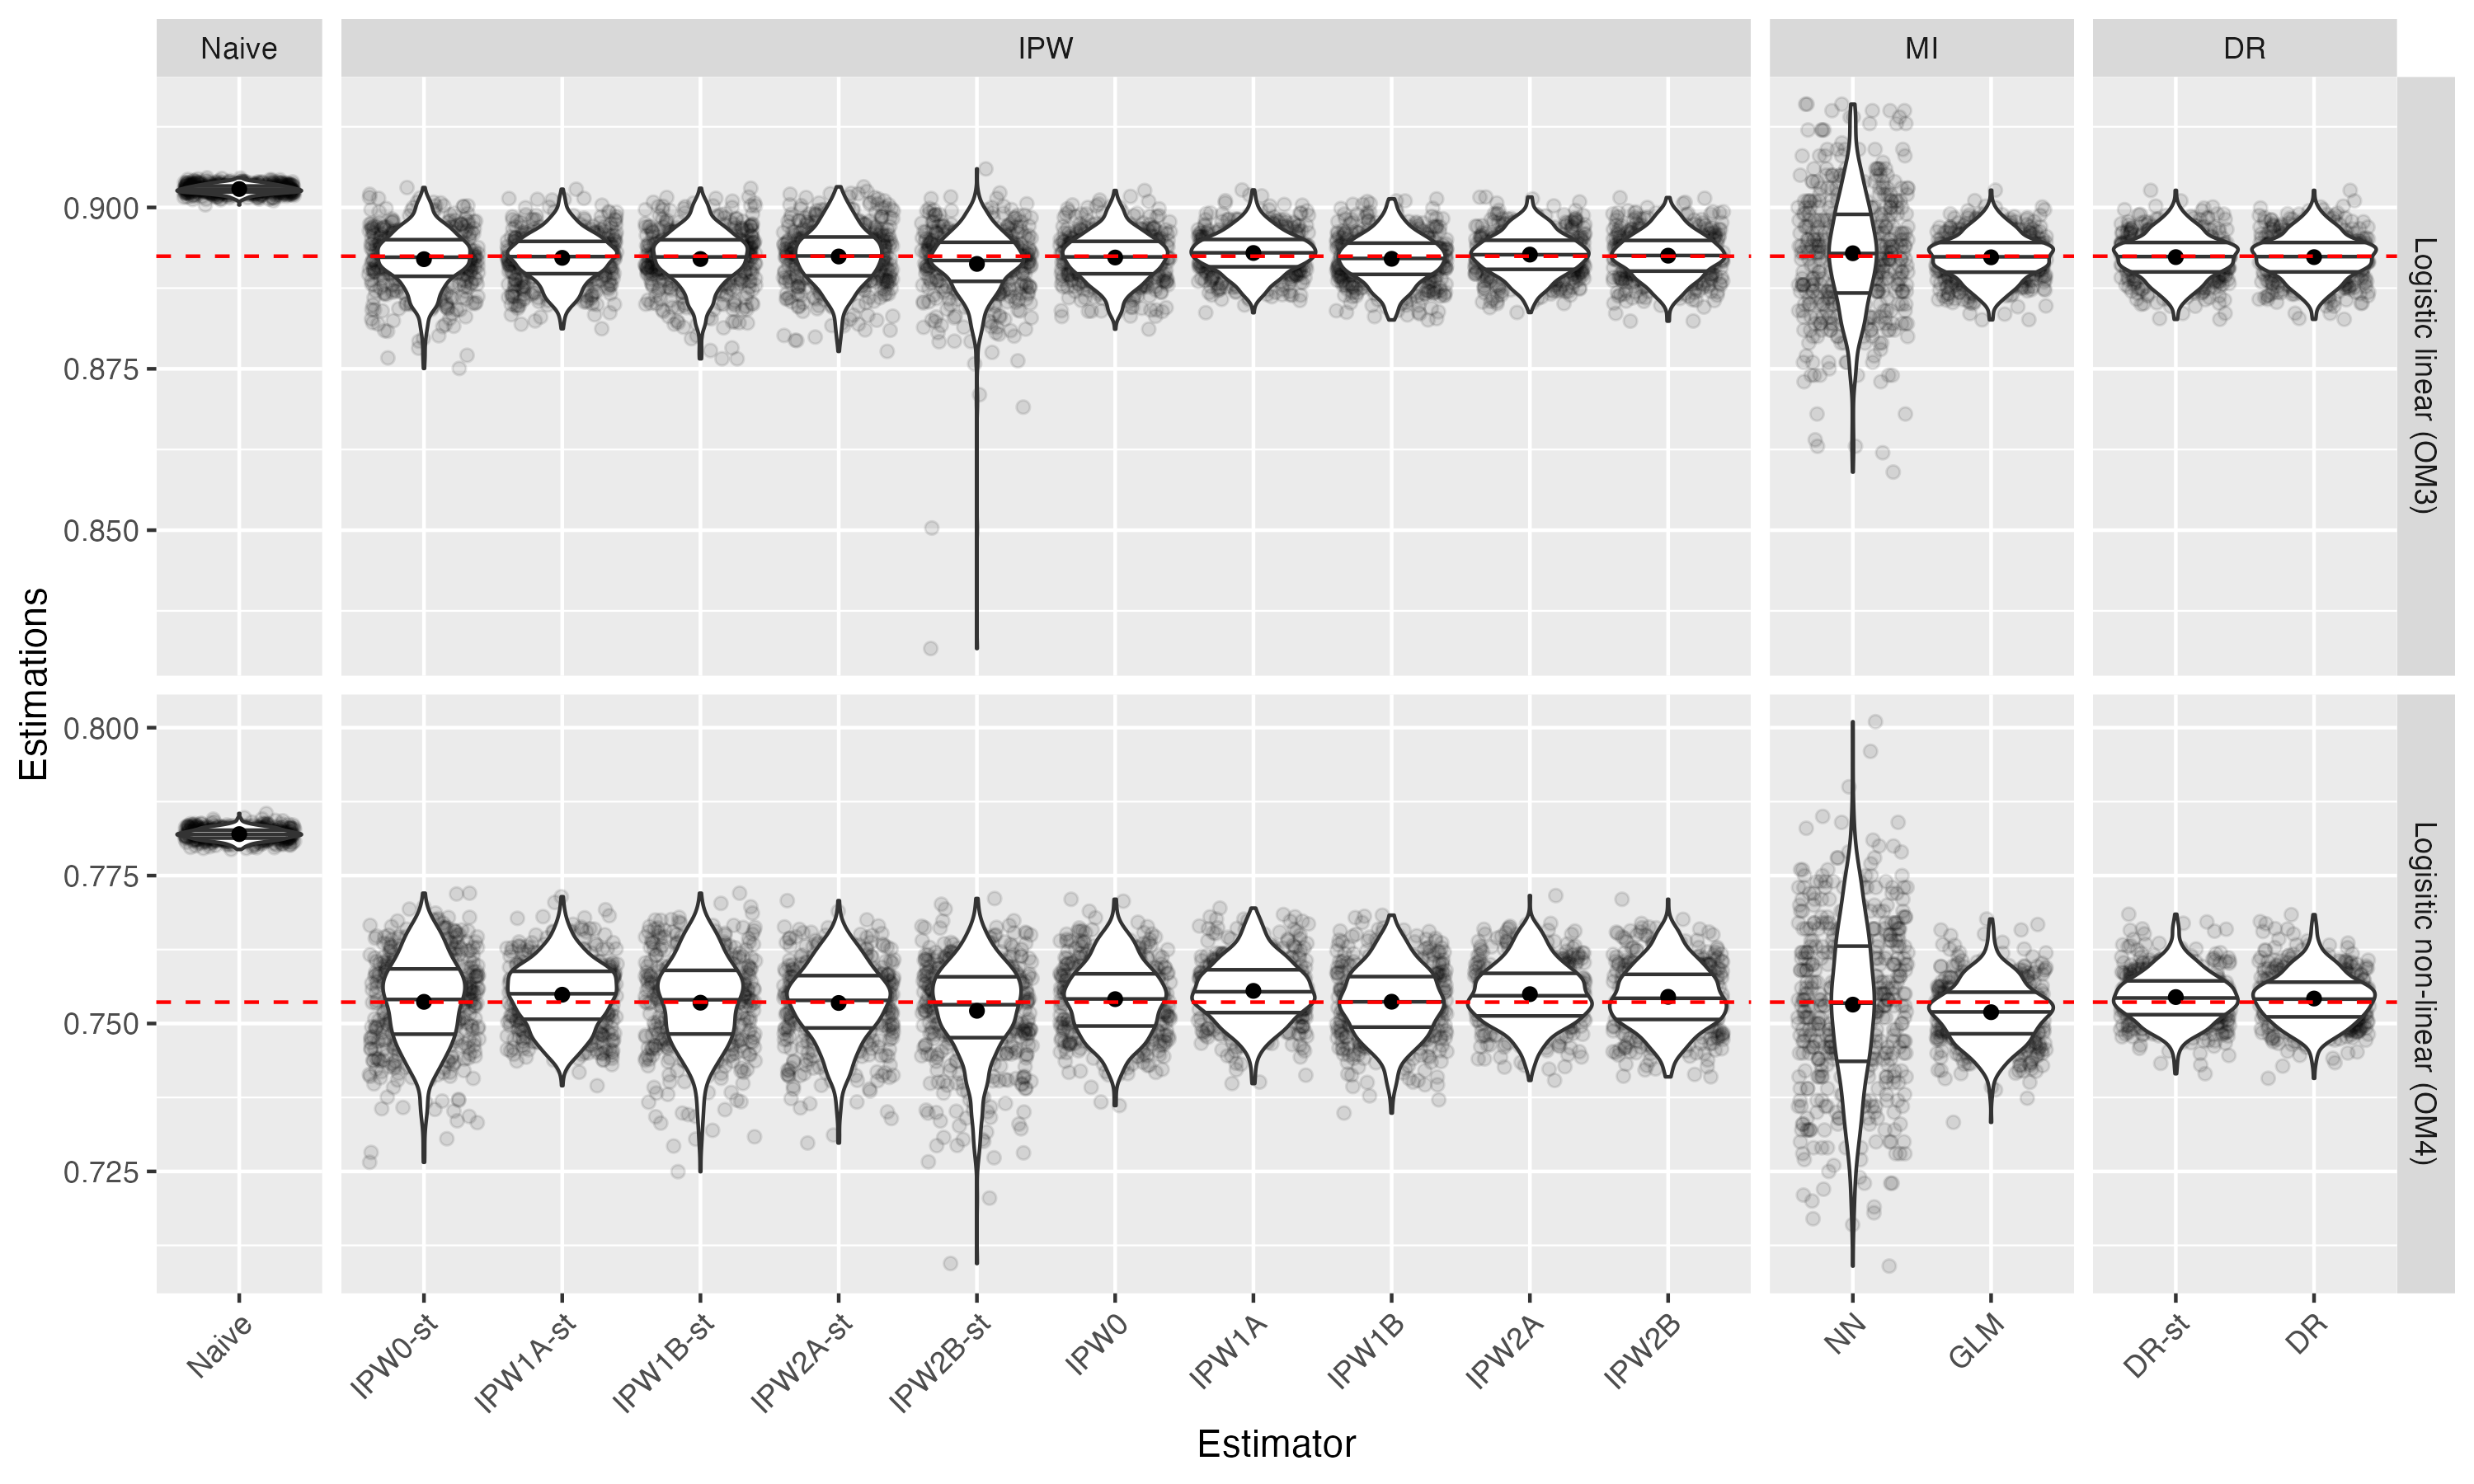 Naive
IPW
MI
DR
Estimations
0.900
0.875
0.850
Logistic linear (OM3)
0.800
0.775
0.750
0.725
Logisitic non-linear (OM4)
Naive
IPW0-st
IPW1A-st
IPW1B-st
IPW2A-st
IPW2B-st
IPW0
IPW1A
IPW1B
IPW2A
IPW2B
NN
GLM
DR-st
DR
Estimator